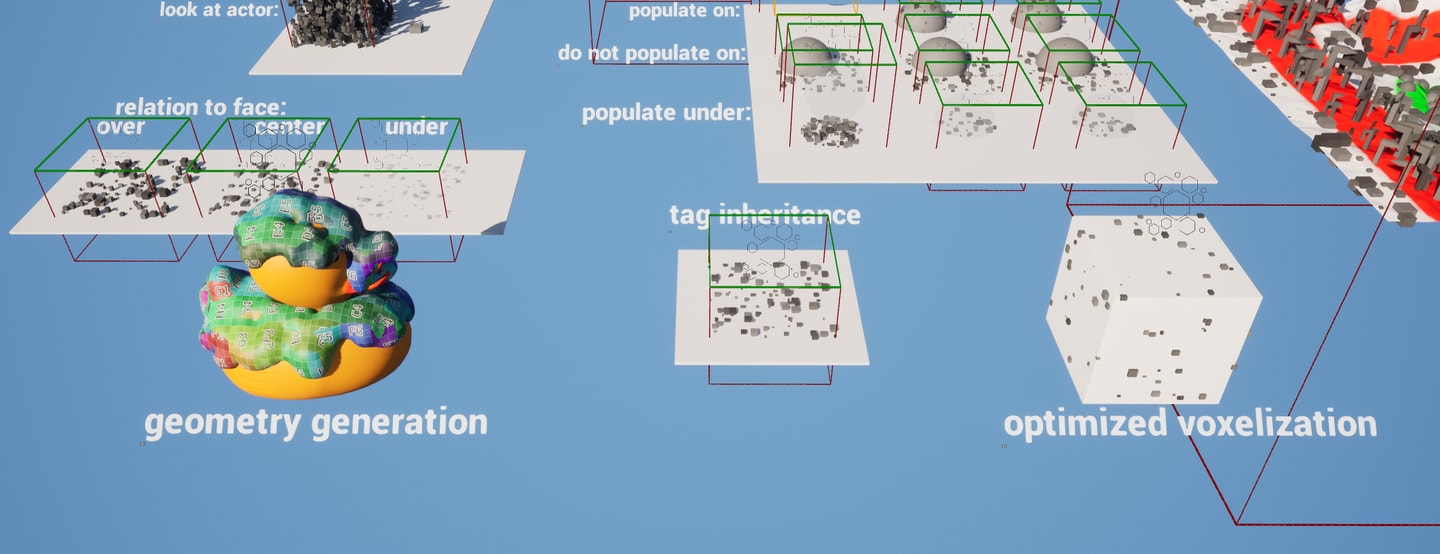 look at actor:
populate on:
do not populate on:
populate under:
relation to face:
over center under
tag inheritance
geometry generation
optimized voxelization